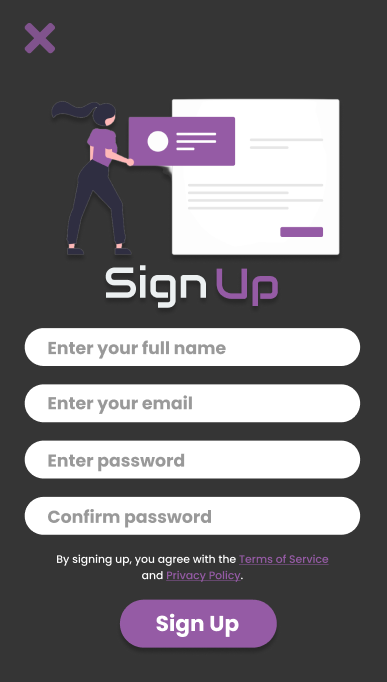 Sign Up
Enter your full name
Enter your email
Enter password
Confirm password
By signing up, you agree with the Terms of Service
and Privacy Policy.
Sign Up